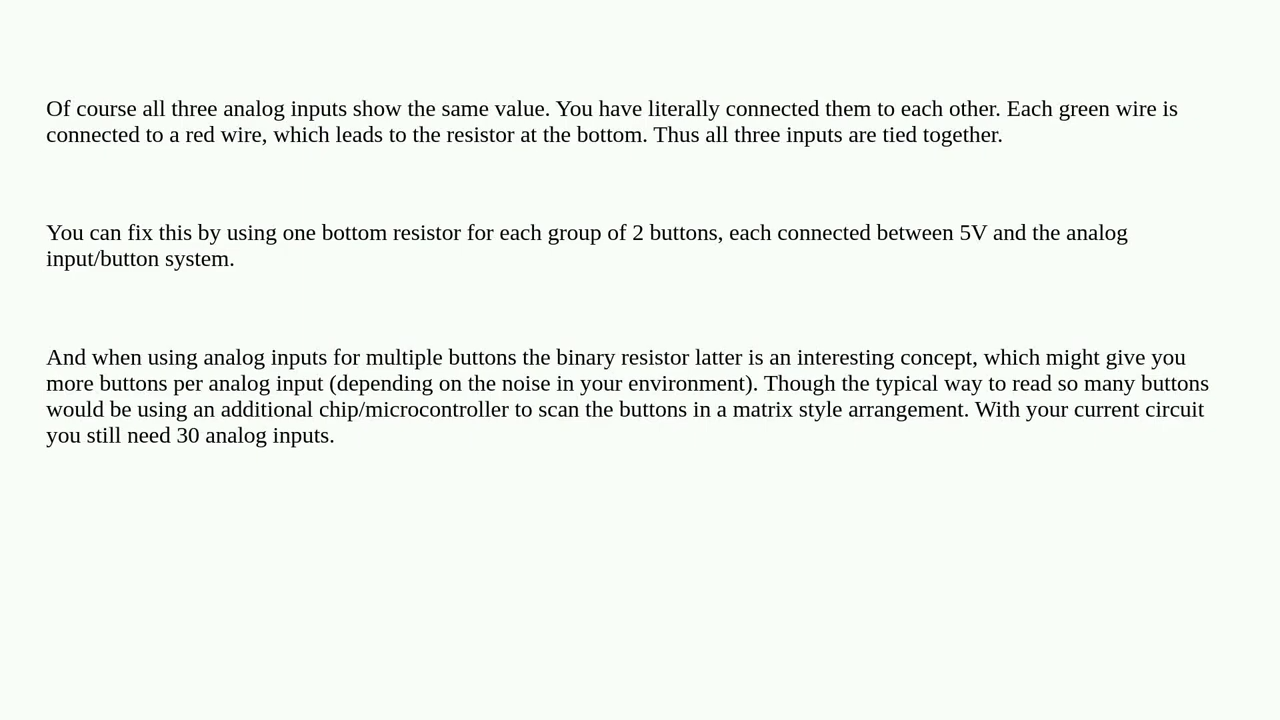 Of course all three analog inputs show the same value. You have literally connected them to each other. Each green wire is
connected to a red wire, which leads to the resistor at the bottom. Thus all three inputs are tied together.
You can fix this by using one bottom resistor for each group of 2 buttons, each connected between 5V and the analog
input/button system.
And when using analog inputs for multiple buttons the binary resistor latter is an interesting concept, which might give you
more buttons per analog input (depending on the noise in your environment). Though the typical way to read so many buttons
would be using an additional chip/microcontroller to scan the buttons in a matrix style arrangement. With your current circuit
you still need 30 analog inputs.